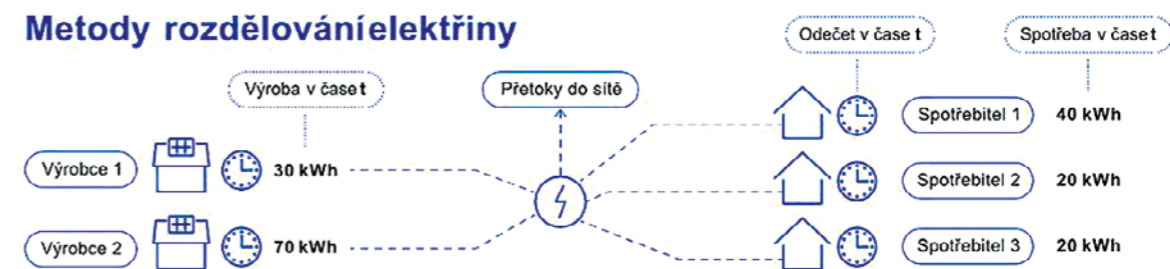 Metody rozdělováníelektřiny
Odečet v čase t
Spotřeba v čase t
Výroba v čase t
Přetoky do sítě
Spotřebitel 1
40 kWh
Výrobce 1
30 kWh
Spotřebitel 2
20 kWh
Výrobce 2
70 kWh
Spotřebitel 3
20 kWh